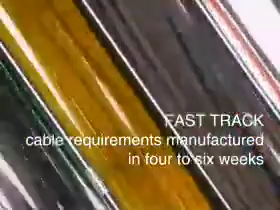 FAST TRACK
cable requirements manufactured
in four to six weeks